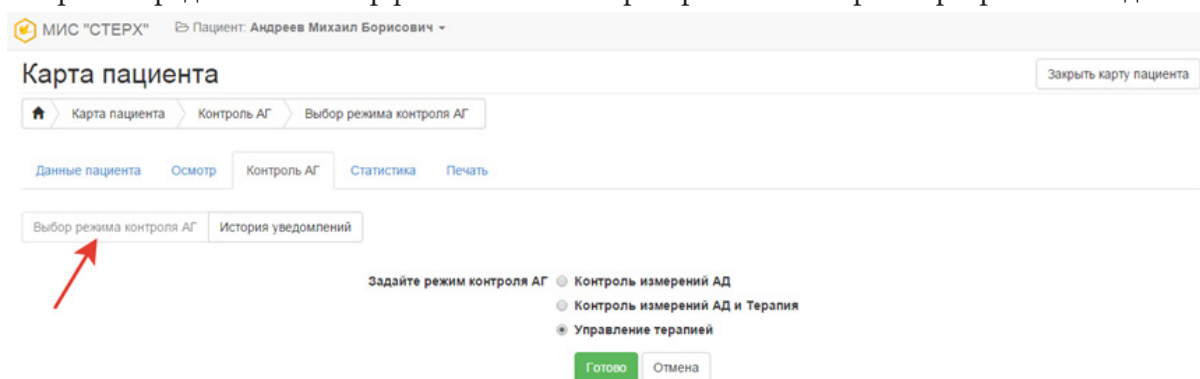 МИС "СТЕРХ" Пациент: Андреев Михаил Борисович
Карта пациента
Закрыть карту пациента
Карта пациента Контроль АГ Выбор режима контроля АГ
Данные пациента Осмотр Контроль АГ Статистика Печать
Выбор режима контроля АГ История уведомлений
Задайте режим контроля АГ Контроль измерений АД
Контроль измерений АД и Терапия
Управление терапией
Готово Отмена